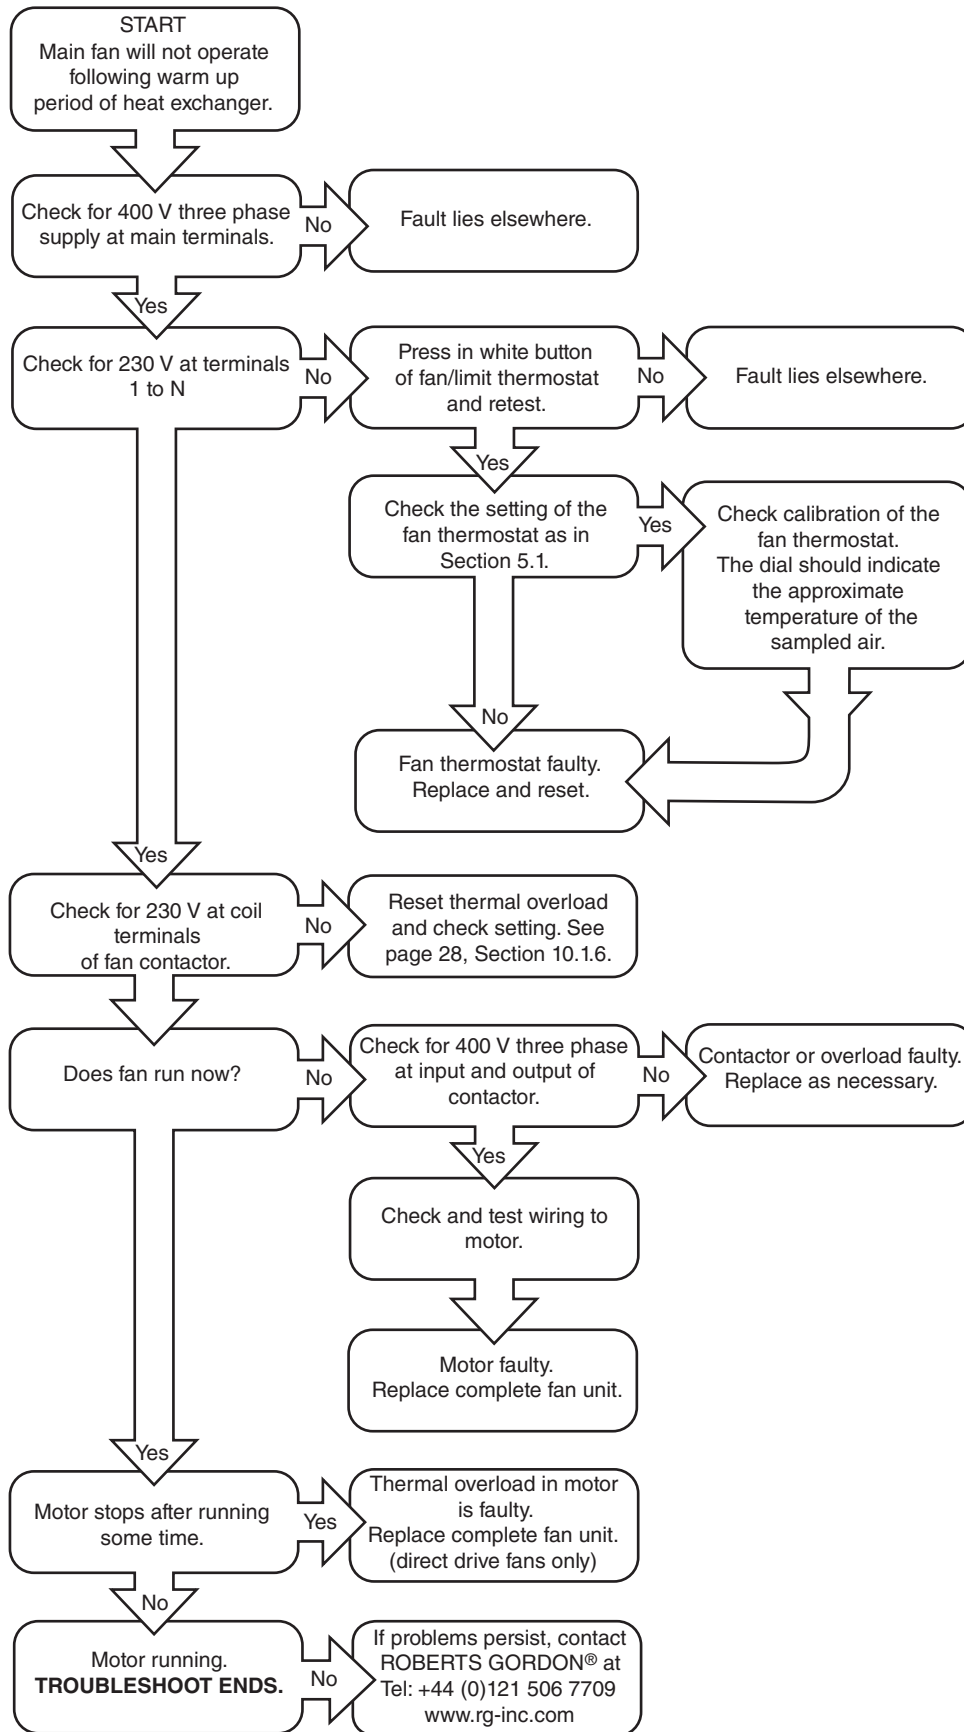 START
Main fan will not operate
following warm up
period of heat exchanger.
Check for 400 V three phase
supply at main terminals.
No
Fault lies elsewhere.
Yes
Check for 230 V at terminals
1 to N
No
Press in white button
of fan/limit thermostat
and retest.
No
Fault lies elsewhere.
Yes
Check the setting of the
fan thermostat as in
Section 5.1.
Yes
Check calibration of the
fan thermostat.
The dial should indicate
the approximate
temperature of the
sampled air.
No
Fan thermostat faulty.
Replace and reset.
Yes
Check for 230 V at coil
terminals
of fan contactor.
No
Reset thermal overload
and check setting. See
page 28, Section 10.1.6.
Does fan run now?
No
Check for 400 V three phase
at input and output of
contactor.
No
Contactor or overload faulty.
Replace as necessary.
Yes
Check and test wiring to
motor.
Motor faulty.
Replace complete fan unit.
Yes
Motor stops after running
some time.
Yes
Thermal overload in motor
is faulty.
Replace complete fan unit.
(direct drive fans only)
No
Motor running.
TROUBLESHOOT ENDS.
No
If problems persist, contact
ROBERTS GORDON® at
Tel: +44 (0)121 506 7709
www.rg-inc.com